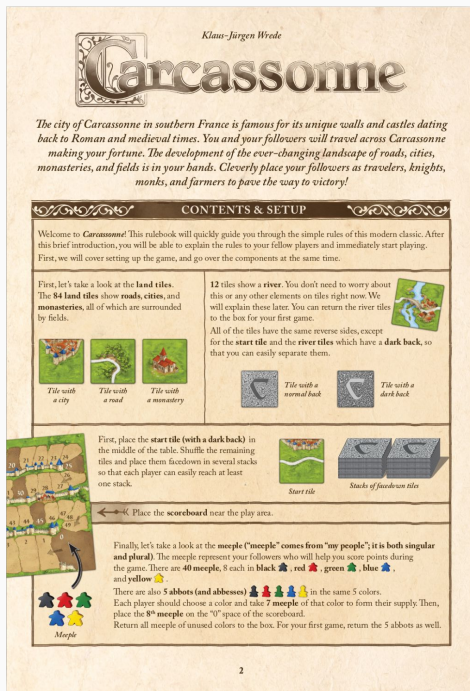 Klaus-Jürgen Wrede
Carcassonne
The city of Carcassonne in southern France is famous for its unique walls and castles dating
back to Roman and medieval times. You and your followers will travel across Carcassonne
making your fortune. The development of the ever-changing landscape of roads, cities,
monasteries, and fields is in your hands. Cleverly place your followers as travelers, knights,
monks, and farmers to pave the way to victory!
CONTENTS & SETUP
Welcome to Carcassonne! This rulebook will quickly guide you through the simple rules of this modern classic. After
this brief introduction, you will be able to explain the rules to your fellow players and immediately start playing.
First, we will cover setting up the game, and go over the components at the same time.
First, let's take a look at the land tiles.
The 84 land tiles show roads, cities, and
monasteries, all of which are surrounded
by fields.
Tile with
a city
Tile with
a road
Tile with
a monastery
12 tiles show a river. You don't need to worry about
this or any other elements on tiles right now. We
will explain these later. You can return the river tiles
to the box for your first game.
All of the tiles have the same reverse sides, except
for the start tile and the river tiles which have a dark back, so
that you can easily separate them.
Tile with a
normal back
Tile with a
dark back
First, place the start tile (with a dark back) in
the middle of the table. Shuffle the remaining
tiles and place them facedown in several stacks
so that each player can easily reach at least
one stack.
Start tile
Stacks of facedown tiles
Place the scoreboard near the play area.
Finally, let's take a look at the meeple ("meeple" comes from "my people"; it is both singular
and plural). The meeple represent your followers who will help you score points during
the game. There are 40 meeple, 8 each in black , red , green , blue ,
and yellow .
There are also 5 abbots (and abbesses) in the same 5 colors.
Each player should choose a color and take 7 meeple of that color to form their supply. Then,
place the 8th meeple on the "0" space of the scoreboard.
Return all meeple of unused colors to the box. For your first game, return the 5 abbots as well.
Meeple
2